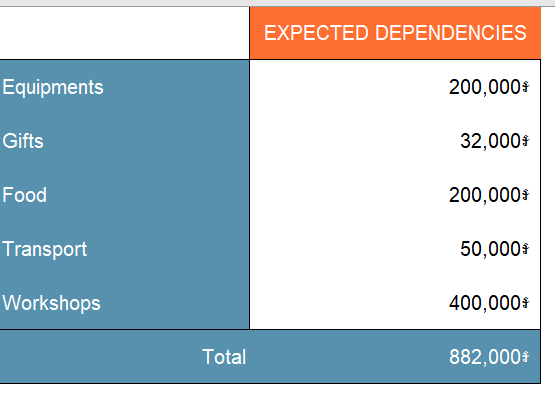 EXPECTED DEPENDENCIES
Equipments 200,000؋
Gifts 32,000؋
Food 200,000؋
Transport 50,000؋
Workshops 400,000؋
Total 882,000؋